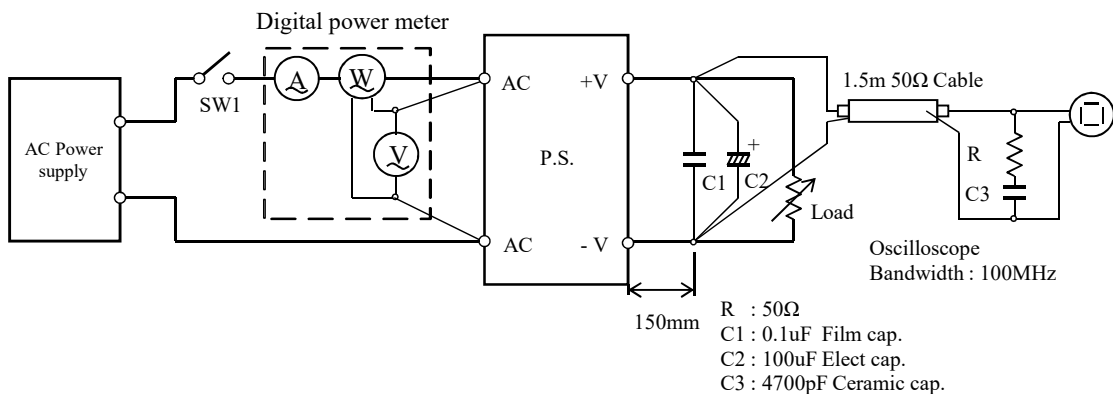 Digital power meter
A
W
V
SW1
AC Power
supply
AC
+V
P.S.
AC
- V
C1
+
C2
Load
1.5m 50Ω Cable
R
C3
Oscilloscope
Bandwidth : 100MHz
150mm
R : 50Ω
C1 : 0.1uF Film cap.
C2 : 100uF Elect cap.
C3 : 4700pF Ceramic cap.